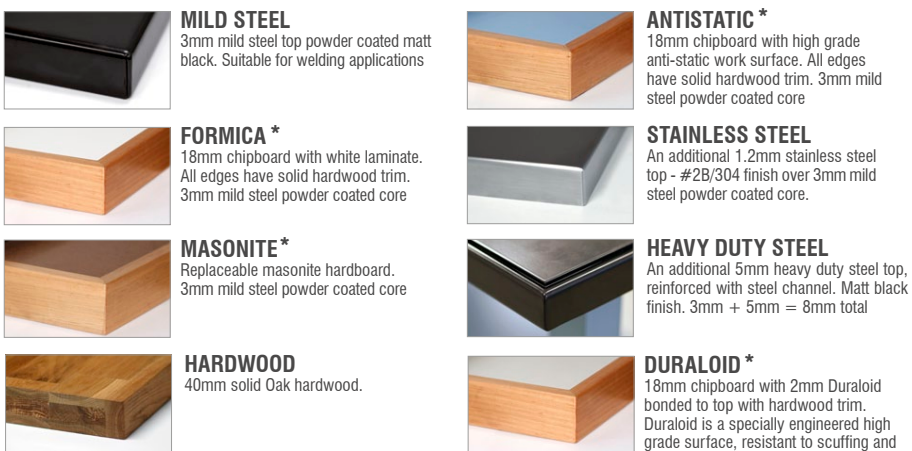 MILD STEEL
3mm mild steel top powder coated matt
black. Suitable for welding applications
FORMICA *
18mm chipboard with white laminate.
All edges have solid hardwood trim.
3mm mild steel powder coated core
MASONITE*
Replaceable masonite hardboard.
3mm mild steel powder coated core
HARDWOOD
40mm solid Oak hardwood.
ANTISTATIC *
18mm chipboard with high grade
anti-static work surface. All edges
have solid hardwood trim. 3mm mild
steel powder coated core
STAINLESS STEEL
An additional 1.2mm stainless steel
top - #2B/304 finish over 3mm mild
steel powder coated core.
HEAVY DUTY STEEL
An additional 5mm heavy duty steel top,
reinforced with steel channel. Matt black
finish. 3mm + 5mm = 8mm total
DURALOID *
18mm chipboard with 2mm Duraloid
bonded to top with hardwood trim.
Duraloid is a specially engineered high
grade surface, resistant to scuffing and